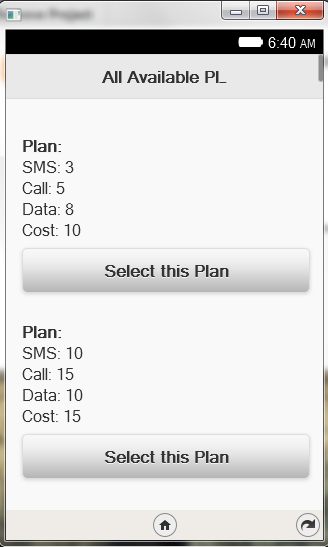 6:40 AM
All Available PL
Plan:
SMS: 3
Call: 5
Data: 8
Cost: 10
Select this Plan
Plan:
SMS: 10
Call: 15
Data: 10
Cost: 15
Select this Plan